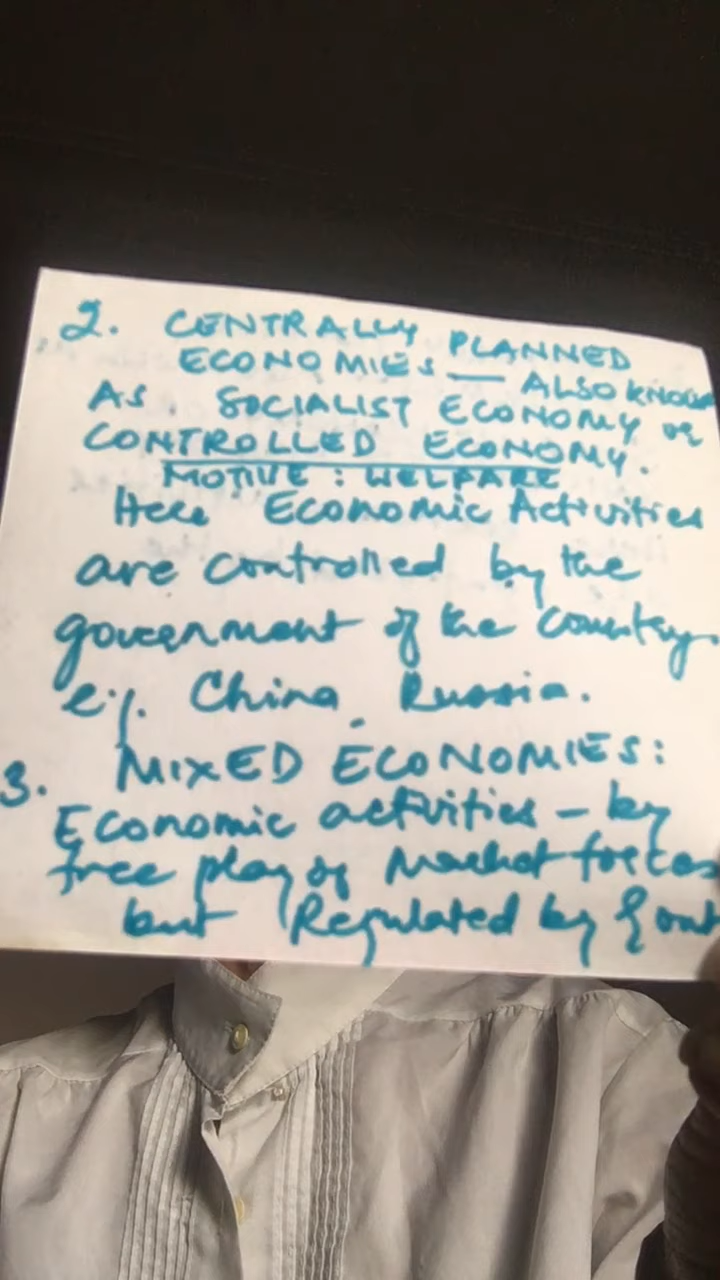 2. CENTRALLY PLANNED
ECONOMIES — ALSO KNOWN
AS SOCIALIST ECONOMY or
CONTROLLED ECONOMY.
MOTIVE : WELFARE
Here Economic Activities
are controlled by the
government of the country.
e.g. China, Russia.
3. MIXED ECONOMIES:
Economic activities – by
free play of Market forces
but Regulated by Govt